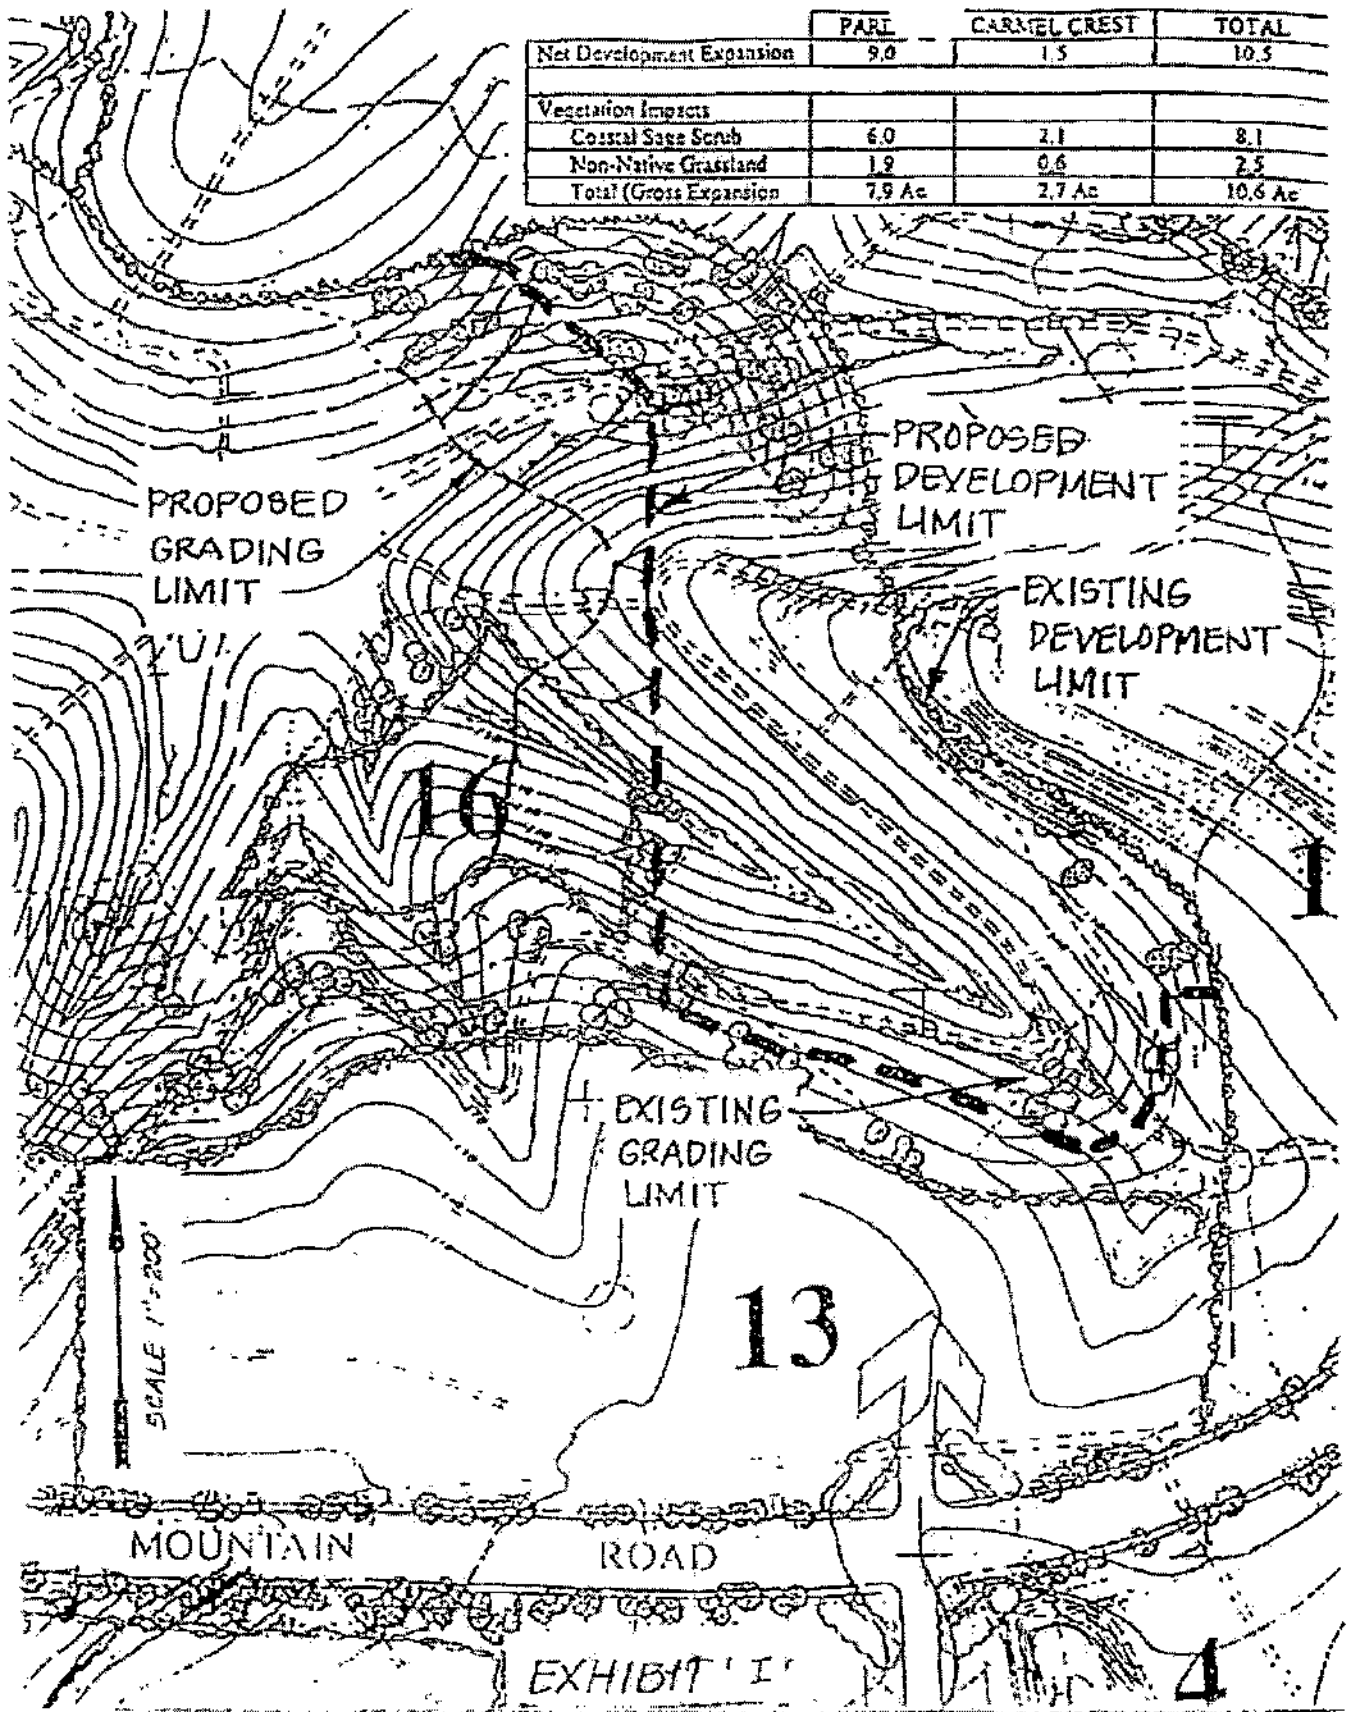 PARL CARMEL CREST TOTAL
Net Development Expansion 9.0 1.5 10.5
Vegetation Impacts
Coastal Sage Scrub 6.0 2.1 8.1
Non-Native Grassland 1.9 0.6 2.5
Total (Gross Expansion 7.9 Ac 2.7 Ac 10.6 Ac
PROPOSED
DEVELOPMENT
LIMIT
PROPOSED
GRADING
LIMIT
EXISTING
DEVELOPMENT
LIMIT
"U"
16
1
EXISTING
GRADING
LIMIT
SCALE 1"=200'
13
MOUNTAIN ROAD
EXHIBIT 'I'
4